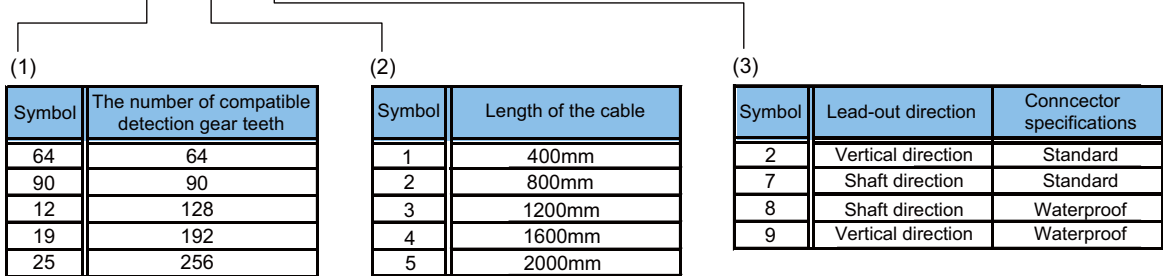 (1)
Symbol The number of compatible
detection gear teeth
64 64
90 90
12 128
19 192
25 256
(2)
Symbol Length of the cable
1 400mm
2 800mm
3 1200mm
4 1600mm
5 2000mm
(3)
Symbol Lead-out direction Conncector
specifications
2 Vertical direction Standard
7 Shaft direction Standard
8 Shaft direction Waterproof
9 Vertical direction Waterproof